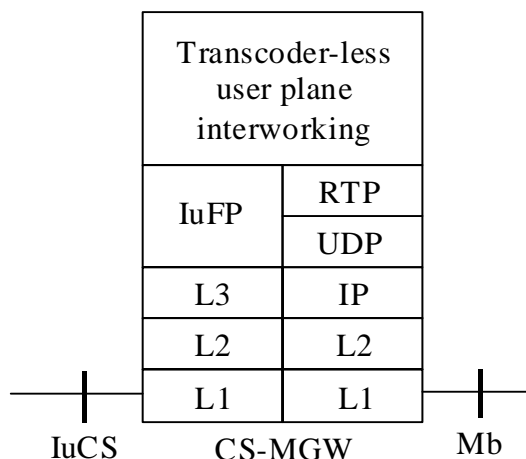 Transcoder-less
user plane
interworking
IuFP
RTP
UDP
L3
IP
L2
L2
L1
L1
IuCS
CS-MGW
Mb